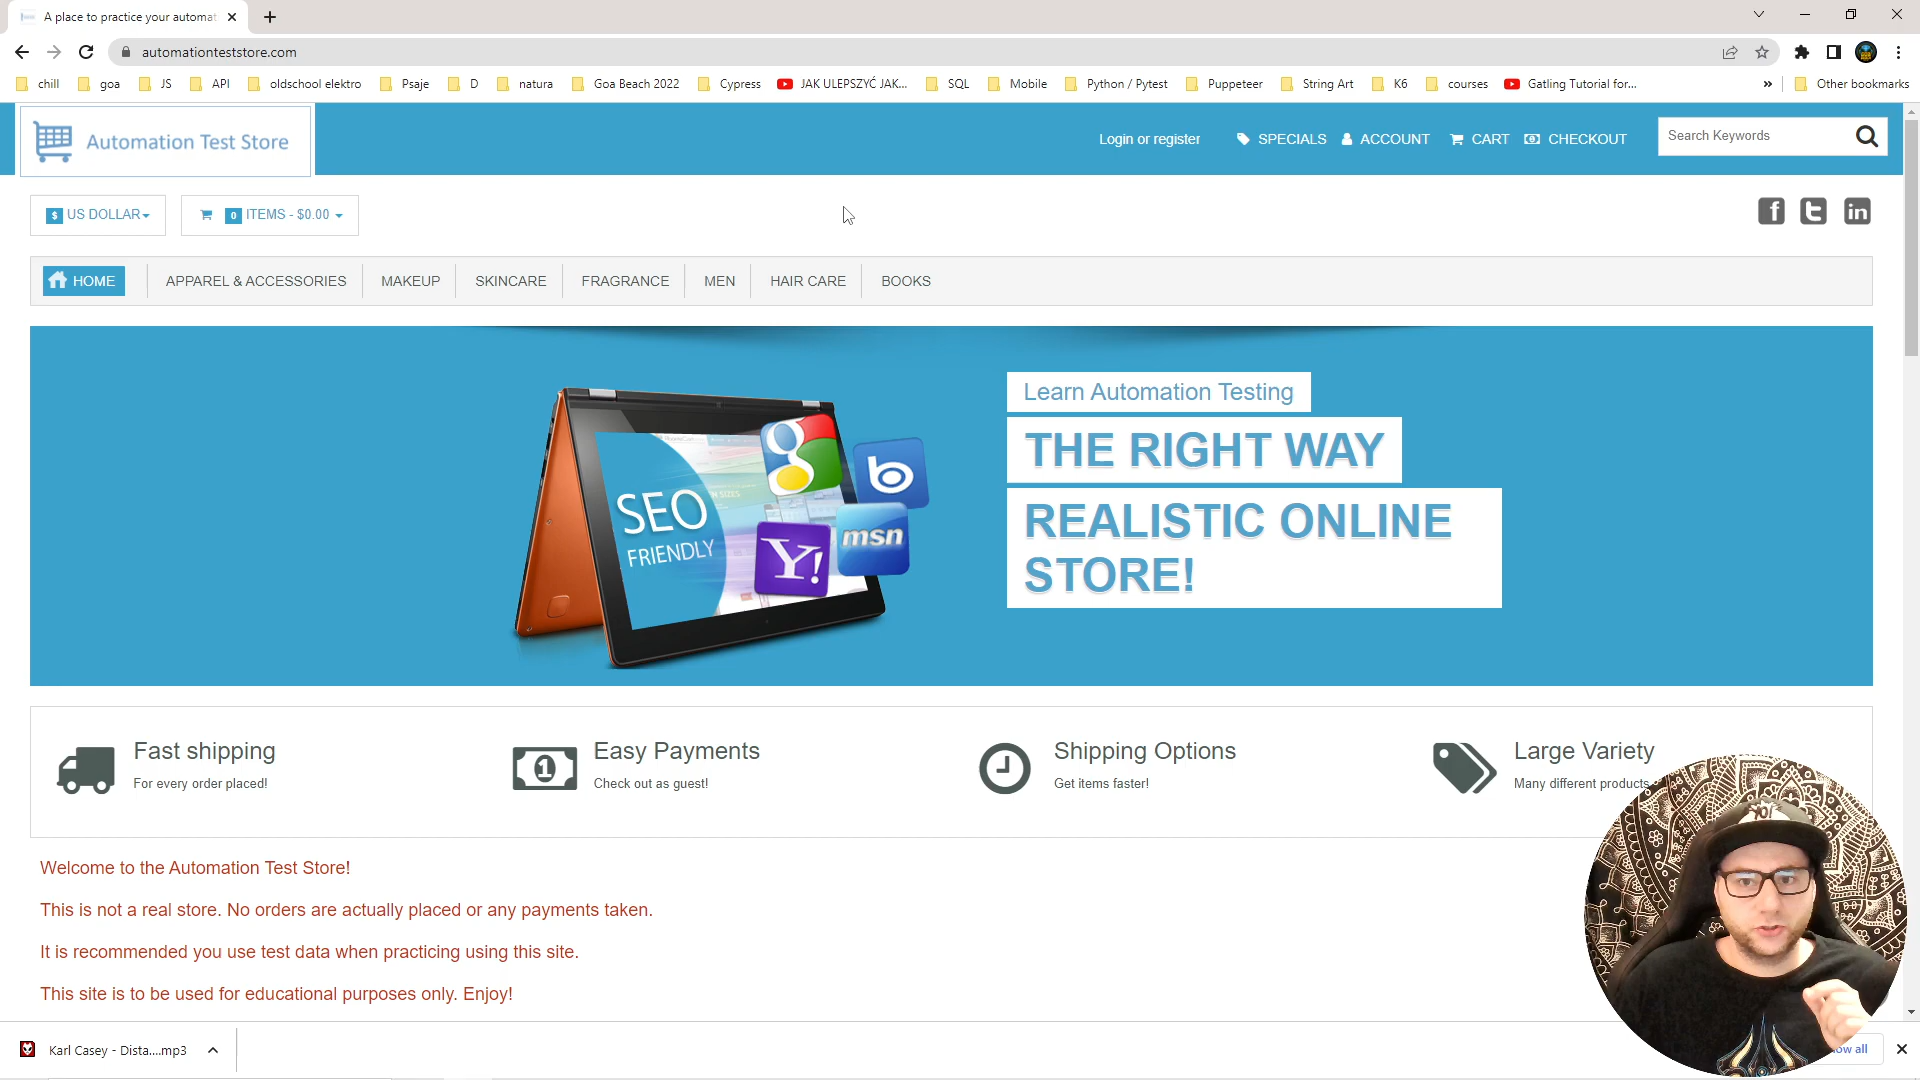 A place to practice your automat
automationteststore.com
chill
goa
JS
API
oldschool elektro
Psaje
D
natura
Goa Beach 2022
Cypress
JAK ULEPSZYĆ JAK...
SQL
Mobile
Python / Pytest
Puppeteer
String Art
K6
courses
Gatling Tutorial for...
»
Other bookmarks
Automation Test Store
Login or register
SPECIALS
ACCOUNT
CART
CHECKOUT
Search Keywords
$ US DOLLAR
0 ITEMS - $0.00
HOME
APPAREL & ACCESSORIES
MAKEUP
SKINCARE
FRAGRANCE
MEN
HAIR CARE
BOOKS
Learn Automation Testing
THE RIGHT WAY
REALISTIC ONLINE
STORE!
SEO
FRIENDLY
g
b
Y!
msn
Fast shipping
For every order placed!
Easy Payments
Check out as guest!
Shipping Options
Get items faster!
Large Variety
Many different products
YO!
Welcome to the Automation Test Store!
This is not a real store. No orders are actually placed or any payments taken.
It is recommended you use test data when practicing using this site.
This site is to be used for educational purposes only. Enjoy!
Karl Casey - Dista....mp3
all